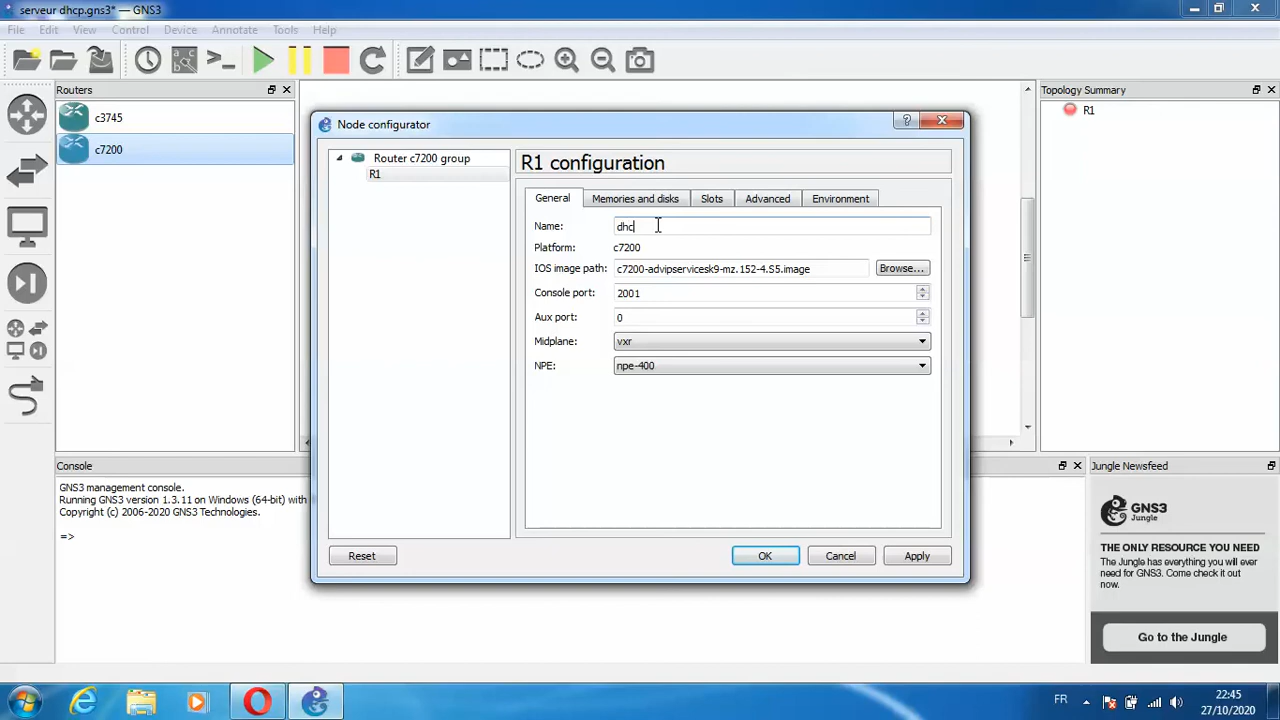 serveur dhcp.gns3* — GNS3
File Edit View Control Device Annotate Tools Help
Routers
c3745
c7200
Topology Summary
R1
Node configurator
Router c7200 group
R1
R1 configuration
General Memories and disks Slots Advanced Environment
Name: dhc
Platform: c7200
IOS image path: c7200-advipservicesk9-mz.152-4.S5.image Browse...
Console port: 2001
Aux port: 0
Midplane: vxr
NPE: npe-400
Reset OK Cancel Apply
Console
GNS3 management console.
Running GNS3 version 1.3.11 on Windows (64-bit) with
Copyright (c) 2006-2020 GNS3 Technologies.
=>
Jungle Newsfeed
GNS3
Jungle
THE ONLY RESOURCE YOU NEED
The Jungle has everything you will ever
need for GNS3. Come check it out
now.
Go to the Jungle
FR
22:45
27/10/2020